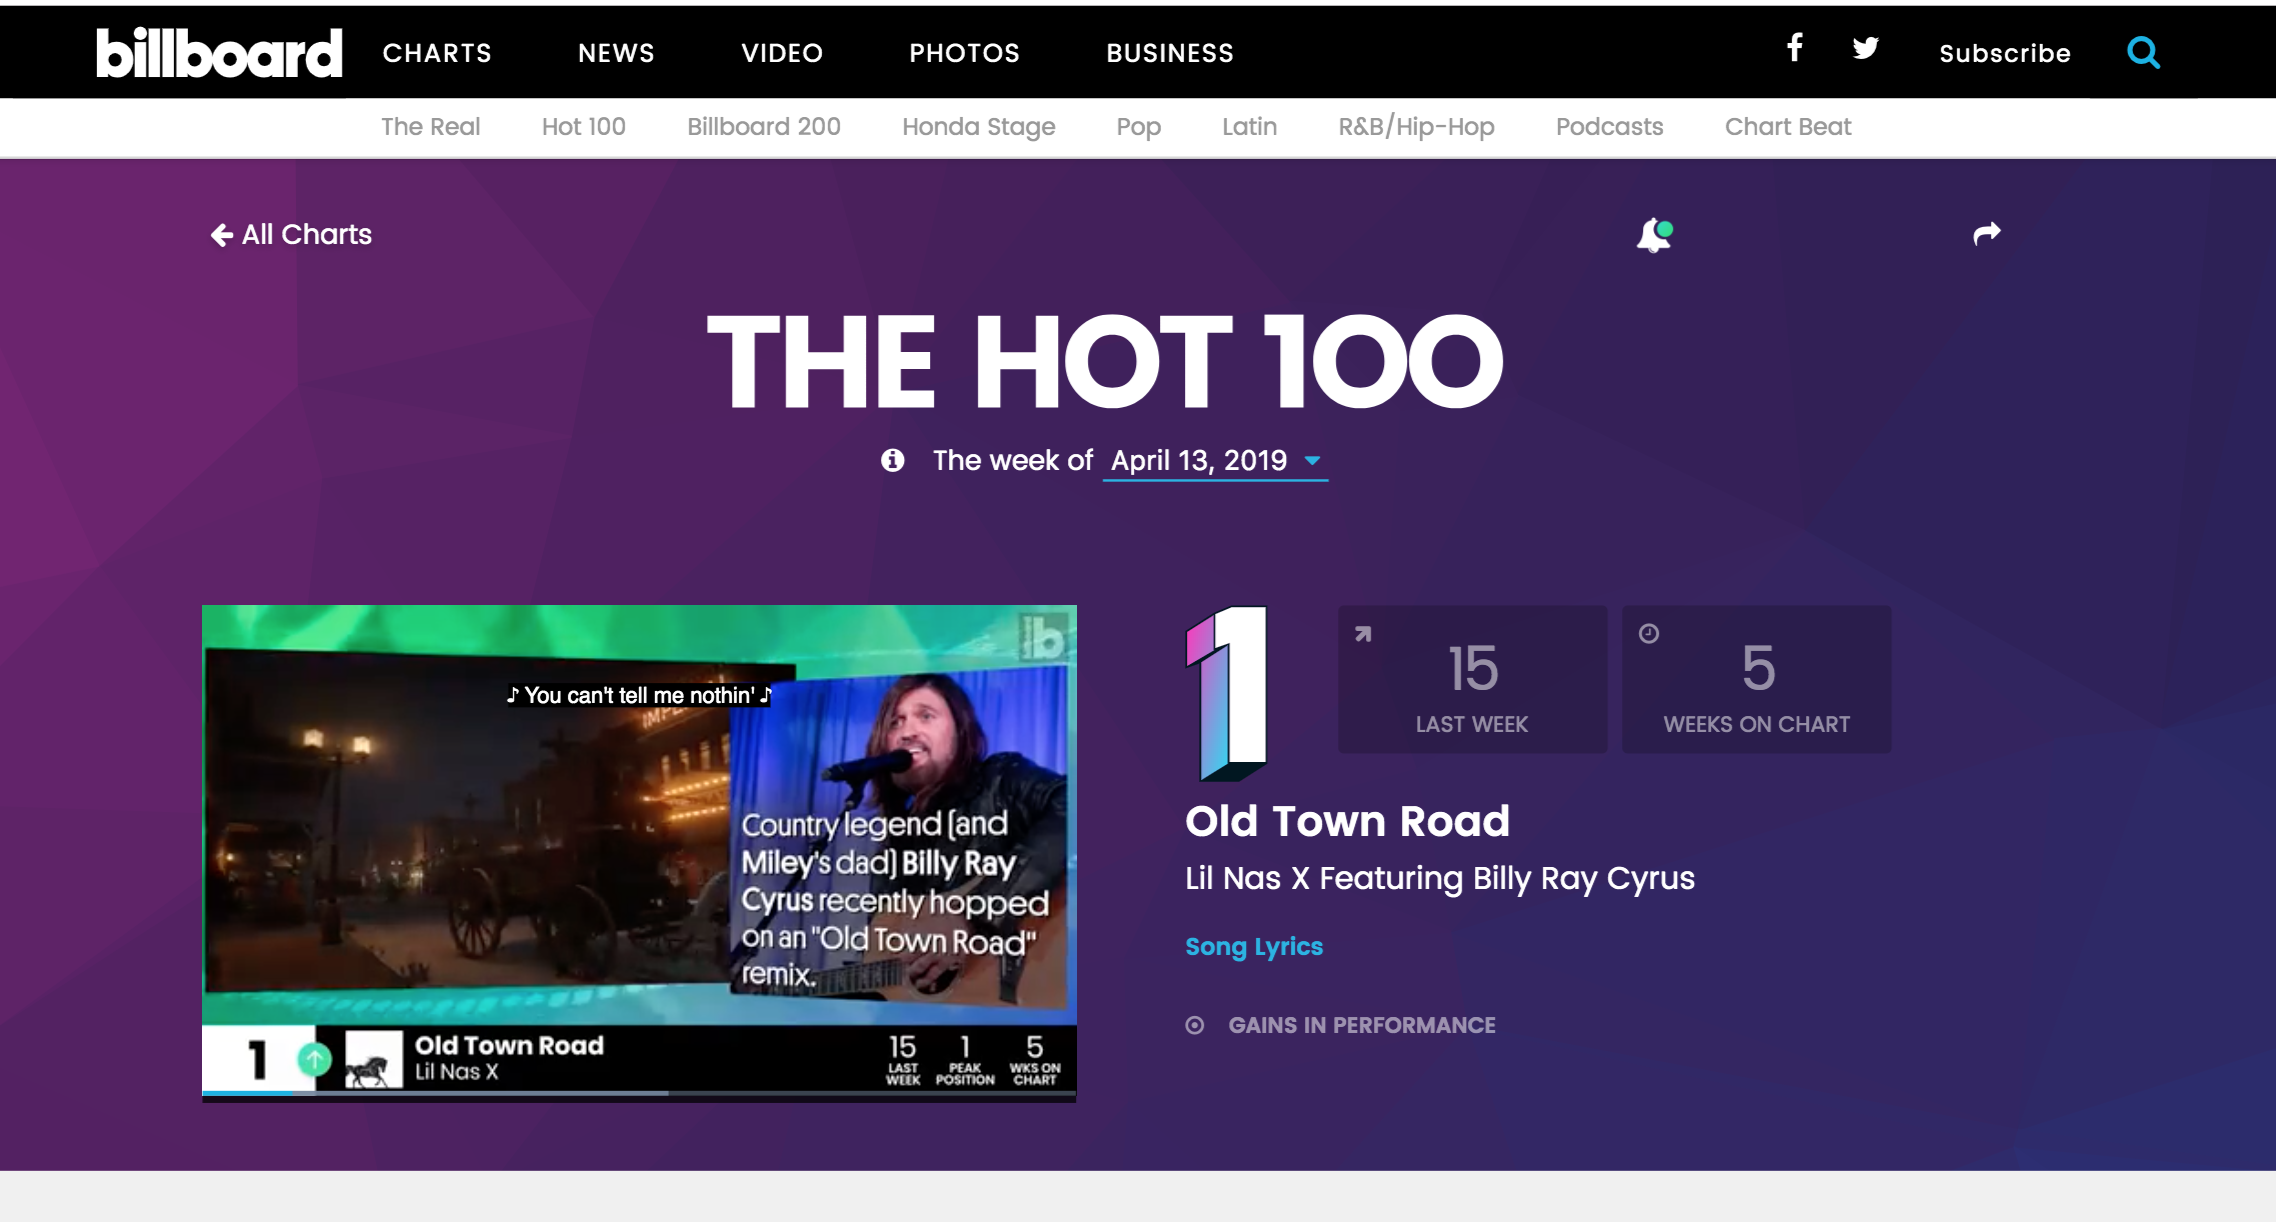 billboard CHARTS NEWS VIDEO PHOTOS BUSINESS Subscribe
The Real Hot 100 Billboard 200 Honda Stage Pop Latin R&B/Hip-Hop Podcasts Chart Beat
All Charts
THE HOT 100
The week of April 13, 2019
b
♪ You can't tell me nothin' ♪
Country legend (and
Miley's dad) Billy Ray
Cyrus recently hopped
on an "Old Town Road"
remix.
1
Old Town Road
Lil Nas X
15
LAST
WEEK
1
PEAK
POSITION
5
WKS ON
CHART
1
15
LAST WEEK
5
WEEKS ON CHART
Old Town Road
Lil Nas X Featuring Billy Ray Cyrus
Song Lyrics
GAINS IN PERFORMANCE